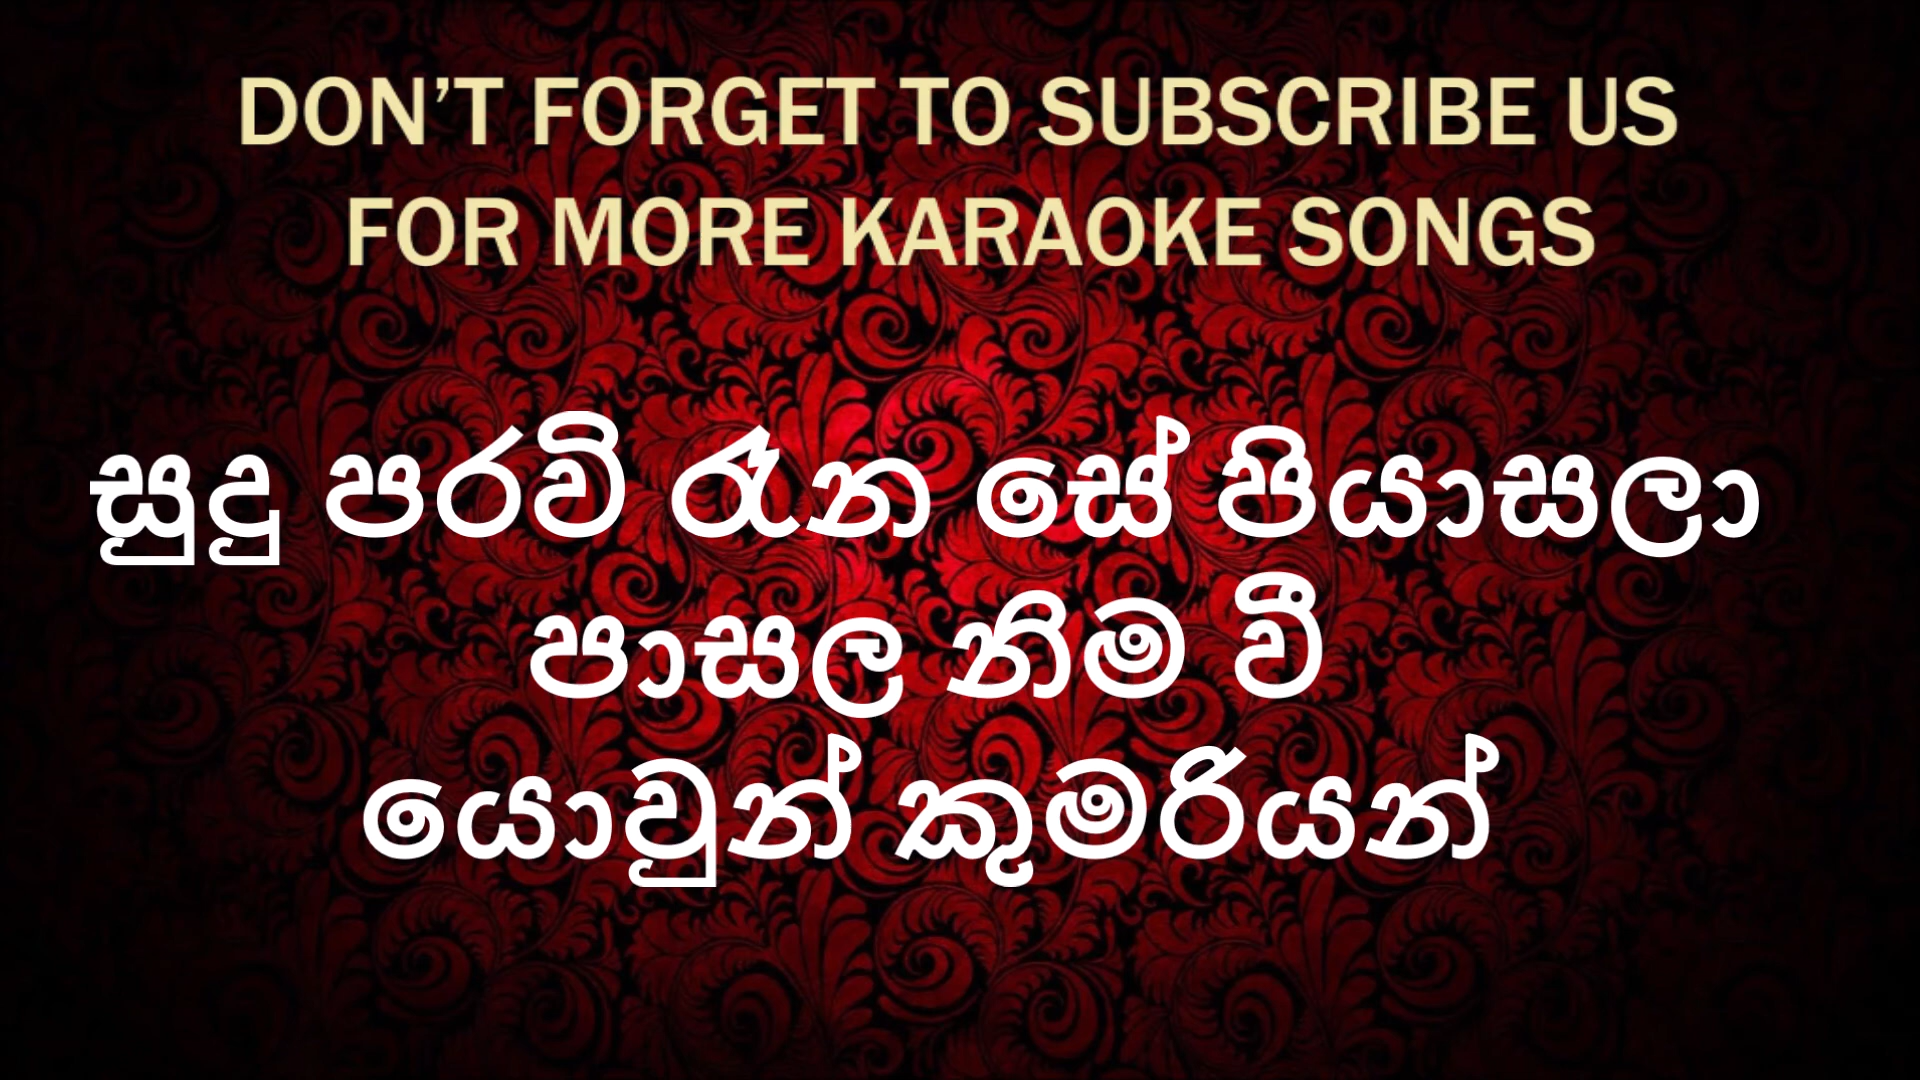 DON’T FORGET TO SUBSCRIBE US
FOR MORE KARAOKE SONGS
සුදු පරවි රෑන සේ පියාසලා
පාසල නිම වී
යොවුන් කුමරියන්